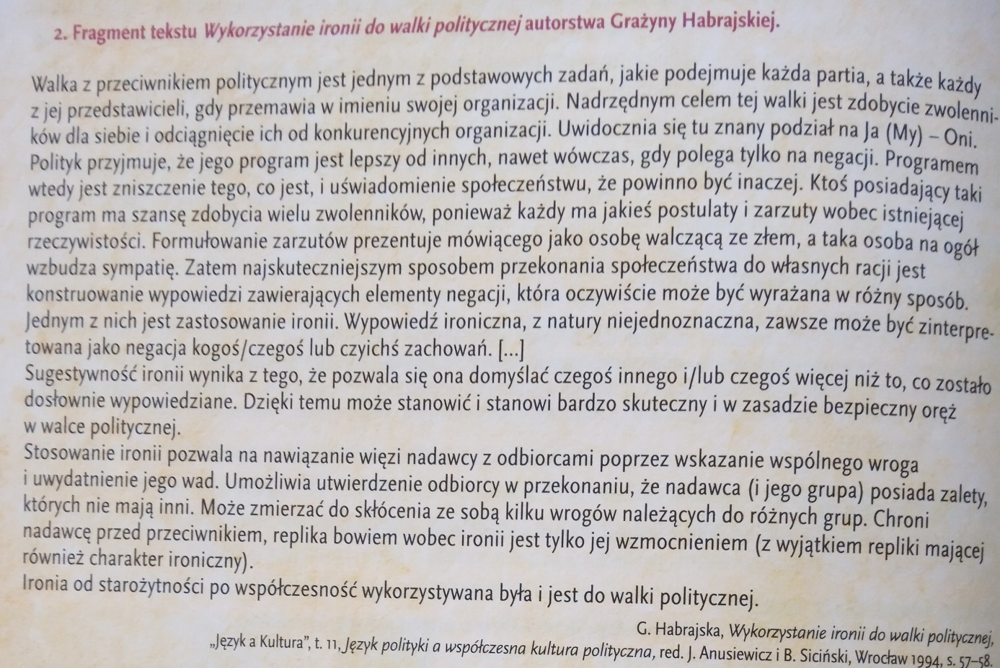 2. Fragment tekstu Wykorzystanie ironii do walki politycznej autorstwa Grażyny Habrajskiej.
Walka z przeciwnikiem politycznym jest jednym z podstawowych zadań, jakie podejmuje każda partia, a także każdy
z jej przedstawicieli, gdy przemawia w imieniu swojej organizacji. Nadrzędnym celem tej walki jest zdobycie zwolenni-
ków dla siebie i odciągnięcie ich od konkurencyjnych organizacji. Uwidocznia się tu znany podział na Ja (My) – Oni.
Polityk przyjmuje, że jego program jest lepszy od innych, nawet wówczas, gdy polega tylko na negacji. Programem
wtedy jest zniszczenie tego, co jest, i uświadomienie społeczeństwu, że powinno być inaczej. Ktoś posiadający taki
program ma szansę zdobycia wielu zwolenników, ponieważ każdy ma jakieś postulaty i zarzuty wobec istniejącej
rzeczywistości. Formułowanie zarzutów prezentuje mówiącego jako osobę walczącą ze złem, a taka osoba na ogół
wzbudza sympatię. Zatem najskuteczniejszym sposobem przekonania społeczeństwa do własnych racji jest
konstruowanie wypowiedzi zawierających elementy negacji, która oczywiście może być wyrażana w różny sposób.
Jednym z nich jest zastosowanie ironii. Wypowiedź ironiczna, z natury niejednoznaczna, zawsze może być zinterpre-
towana jako negacja kogoś/czegoś lub czyichś zachowań. [...]
Sugestywność ironii wynika z tego, że pozwala się ona domyślać czegoś innego i/lub czegoś więcej niż to, co zostało
dosłownie wypowiedziane. Dzięki temu może stanowić i stanowi bardzo skuteczny i w zasadzie bezpieczny oręż
w walce politycznej.
Stosowanie ironii pozwala na nawiązanie więzi nadawcy z odbiorcami poprzez wskazanie wspólnego wroga
i uwydatnienie jego wad. Umożliwia utwierdzenie odbiorcy w przekonaniu, że nadawca (i jego grupa) posiada zalety,
których nie mają inni. Może zmierzać do skłócenia ze sobą kilku wrogów należących do różnych grup. Chroni
nadawcę przed przeciwnikiem, replika bowiem wobec ironii jest tylko jej wzmocnieniem (z wyjątkiem repliki mającej
również charakter ironiczny).
Ironia od starożytności po współczesność wykorzystywana była i jest do walki politycznej.
G. Habrajska, Wykorzystanie ironii do walki politycznej,
„Język a Kultura”, t. 11, Język polityki a współczesna kultura polityczna, red. J. Anusiewicz i B. Siciński, Wrocław 1994, s. 57–58.